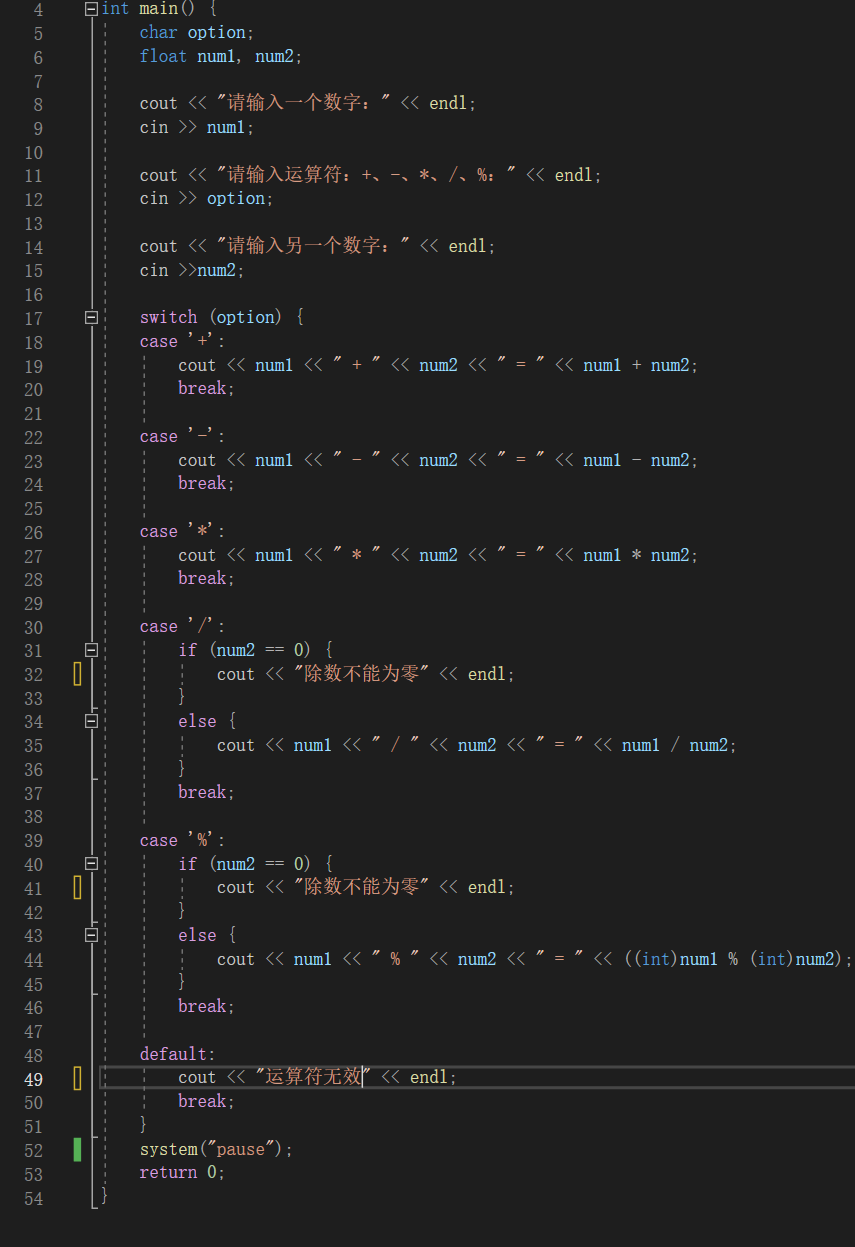 4 int main() {
5 char option;
6 float num1, num2;
7
8 cout << "请输入一个数字：" << endl;
9 cin >> num1;
10
11 cout << "请输入运算符：+、-、*、/、%：" << endl;
12 cin >> option;
13
14 cout << "请输入另一个数字：" << endl;
15 cin >>num2;
16
17 switch (option) {
18 case '+':
19 cout << num1 << " + " << num2 << " = " << num1 + num2;
20 break;
21
22 case '-':
23 cout << num1 << " - " << num2 << " = " << num1 - num2;
24 break;
25
26 case '*':
27 cout << num1 << " * " << num2 << " = " << num1 * num2;
28 break;
29
30 case '/':
31 if (num2 == 0) {
32 cout << "除数不能为零" << endl;
33 }
34 else {
35 cout << num1 << " / " << num2 << " = " << num1 / num2;
36 }
37 break;
38
39 case '%':
40 if (num2 == 0) {
41 cout << "除数不能为零" << endl;
42 }
43 else {
44 cout << num1 << " % " << num2 << " = " << ((int)num1 % (int)num2);
45 }
46 break;
47
48 default:
49 cout << "运算符无效" << endl;
50 break;
51 }
52 system("pause");
53 return 0;
54 }